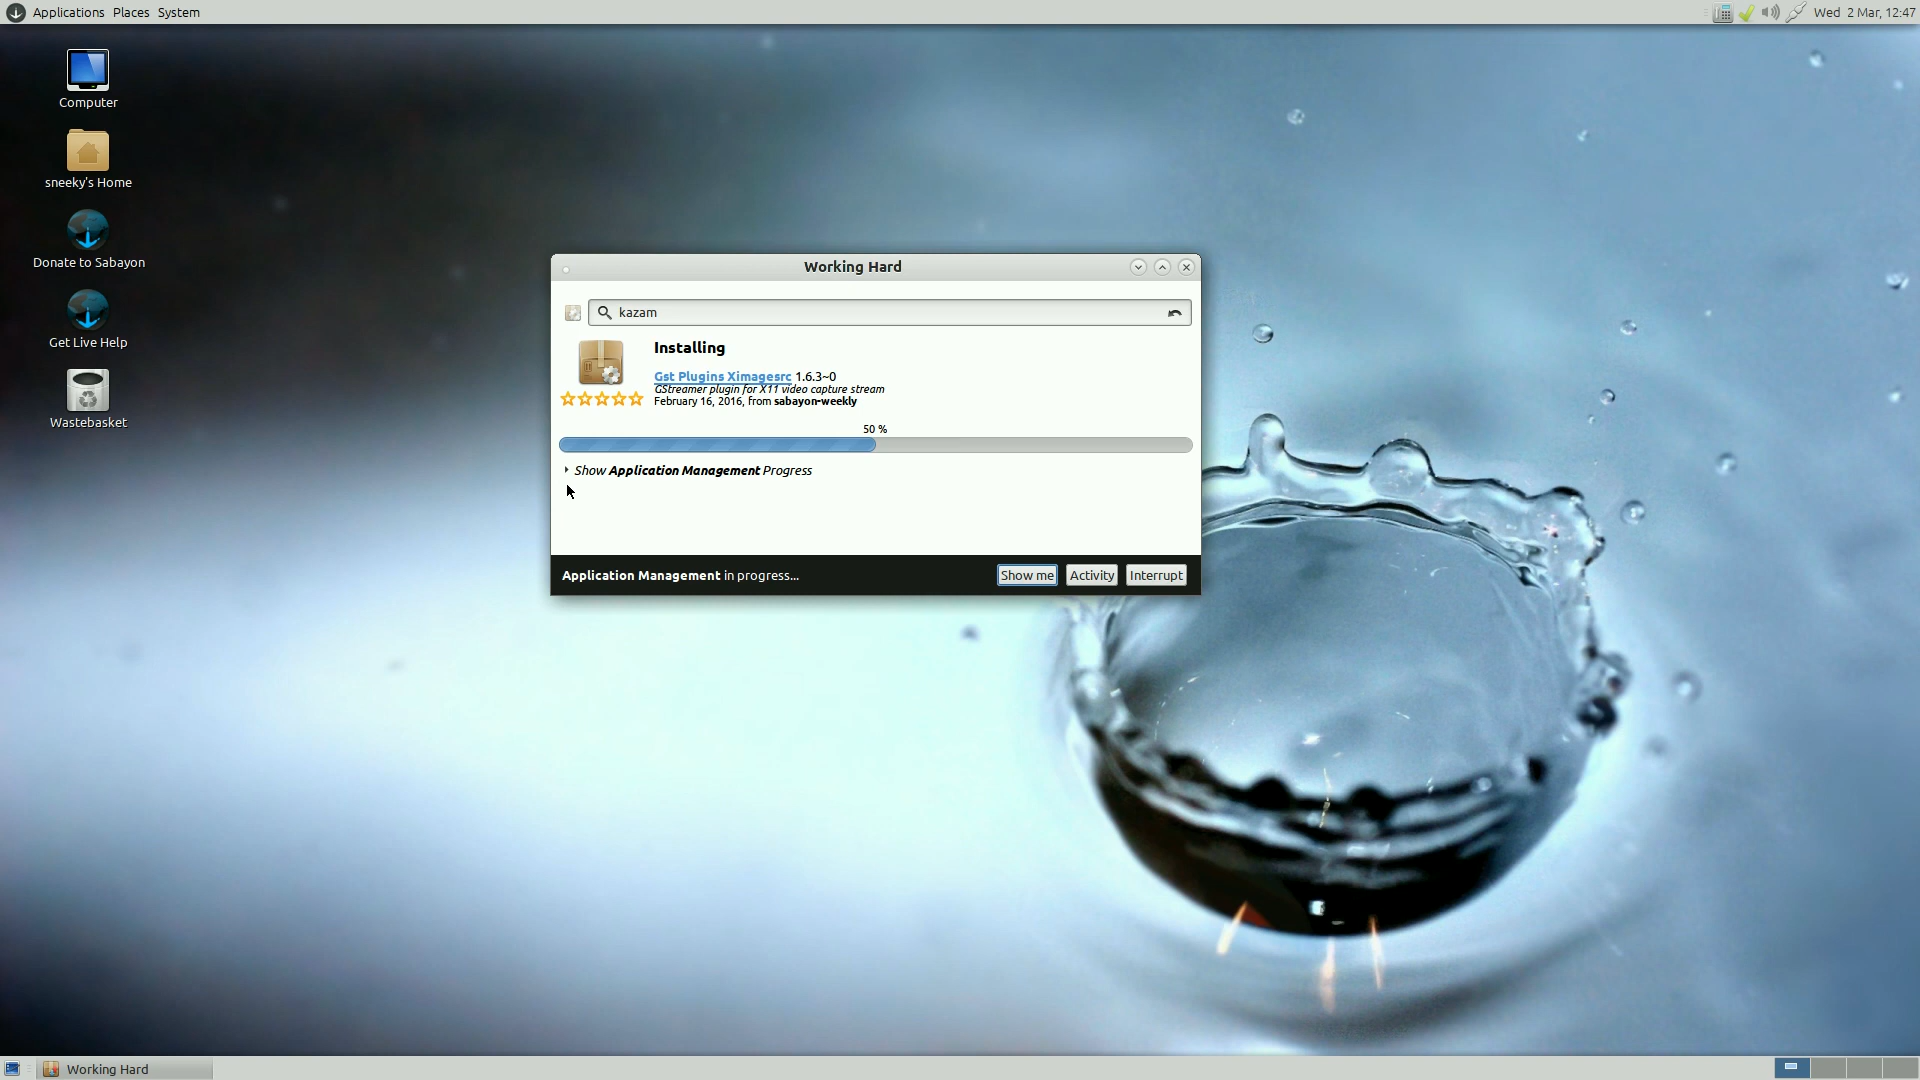 Applications Places System
Wed 2 Mar, 12:47
Computer
sneeky's Home
Donate to Sabayon
Get Live Help
Wastebasket
Working Hard
kazam
Installing
Gst Plugins Ximagesrc 1.6.3~0
GStreamer plugin for X11 video capture stream
February 16, 2016, from sabayon-weekly
50 %
Show Application Management Progress
Application Management in progress...
Show me Activity Interrupt
Working Hard